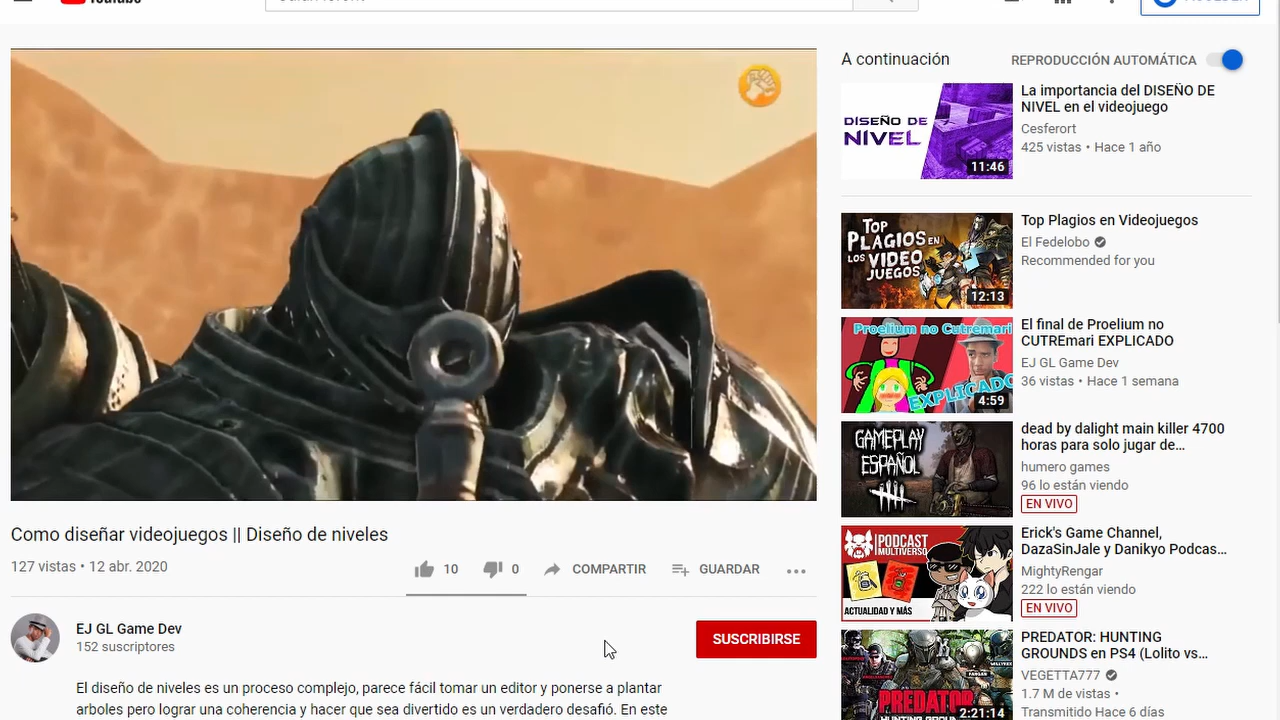 A continuación
REPRODUCCIÓN AUTOMÁTICA
DISEÑO DE
NIVEL
11:46
La importancia del DISEÑO DE
NIVEL en el videojuego
Cesferort
425 vistas • Hace 1 año
TOP
PLAGIOS EN
LOS VIDEO
JUEGOS
12:13
Top Plagios en Videojuegos
El Fedelobo
Recommended for you
Proelium no Cutremari
EXPLICADO
4:59
El final de Proelium no
CUTREmari EXPLICADO
EJ GL Game Dev
36 vistas • Hace 1 semana
GAMEPLAY
ESPAÑOL
dead by dalight main killer 4700
horas para solo jugar de…
humero games
96 lo están viendo
EN VIVO
PODCAST
MULTIVERSO
ACTUALIDAD Y MÁS
Erick's Game Channel,
DazaSinJale y Danikyo Podcas…
MightyRengar
222 lo están viendo
EN VIVO
PREDATOR
2:21:14
PREDATOR: HUNTING
GROUNDS en PS4 (Lolito vs…
VEGETTA777
1.7 M de vistas •
Transmitido Hace 6 días
Como diseñar videojuegos || Diseño de niveles
127 vistas • 12 abr. 2020
10
0
COMPARTIR
GUARDAR
EJ GL Game Dev
152 suscriptores
SUSCRIBIRSE
El diseño de niveles es un proceso complejo, parece fácil tomar un editor y ponerse a plantar
arboles pero lograr coherencia y hacer que sea divertido es un verdadero desafió. En este